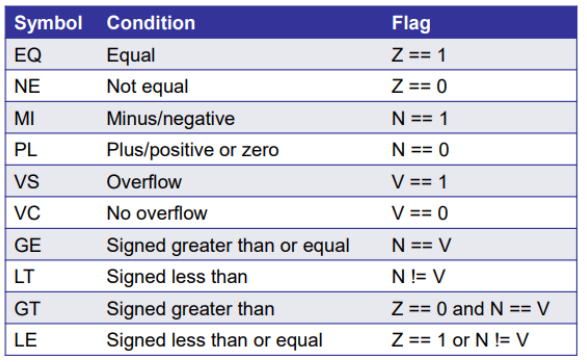 Symbol Condition Flag
EQ Equal Z == 1
NE Not equal Z == 0
MI Minus/negative N == 1
PL Plus/positive or zero N == 0
VS Overflow V == 1
VC No overflow V == 0
GE Signed greater than or equal N == V
LT Signed less than N != V
GT Signed greater than Z == 0 and N == V
LE Signed less than or equal Z == 1 or N != V